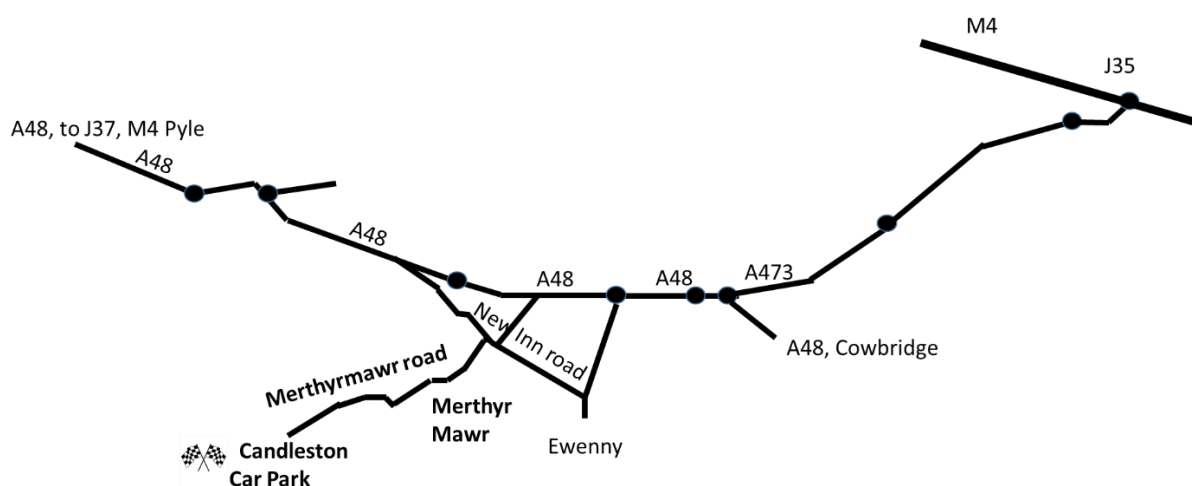 M4
J35
A48, to J37, M4 Pyle
A48
A48
A48
A48
A473
New Inn road
A48, Cowbridge
Merthyrmawr road
Merthyr
Mawr
Ewenny
Candleston
Car Park